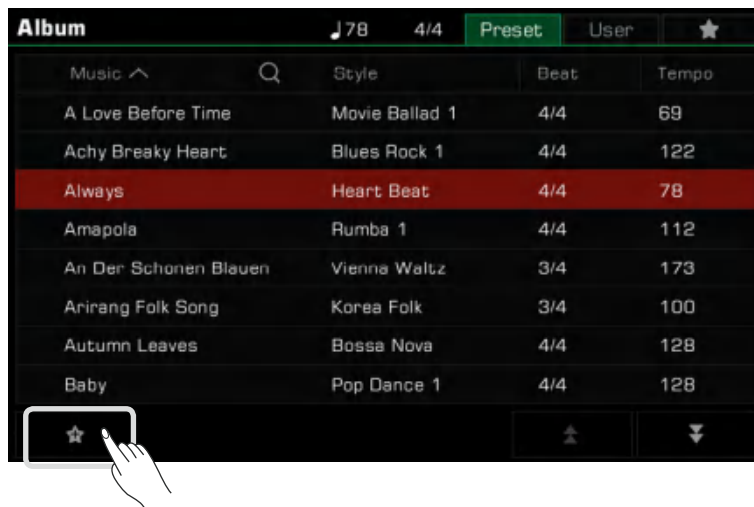 Album 78 4/4 Preset User
Music Style Beat Tempo
A Love Before Time Movie Ballad 1 4/4 69
Achy Breaky Heart Blues Rock 1 4/4 122
Always Heart Beat 4/4 78
Amapola Rumba 1 4/4 112
An Der Schonen Blauen Vienna Waltz 3/4 173
Arirang Folk Song Korea Folk 3/4 100
Autumn Leaves Bossa Nova 4/4 128
Baby Pop Dance 1 4/4 128